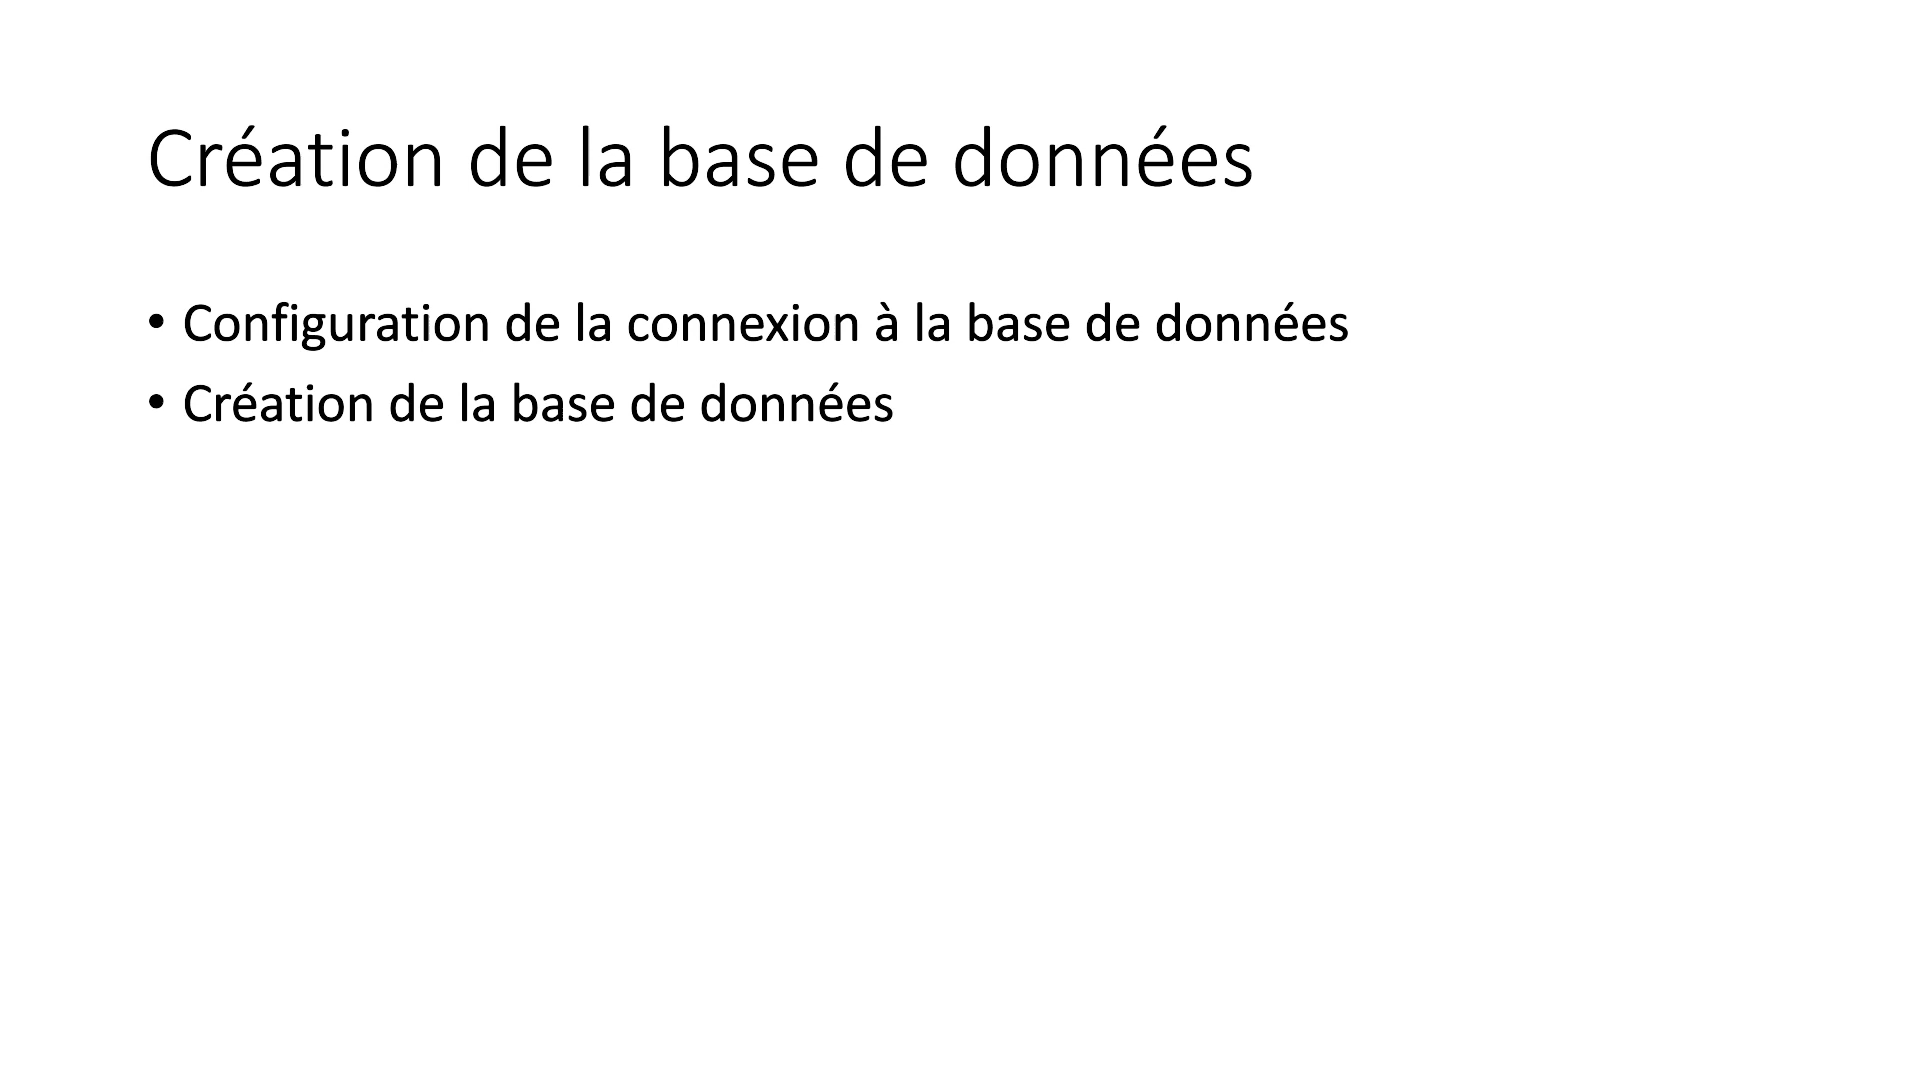 Création de la base de données
• Configuration de la connexion à la base de données
• Création de la base de données